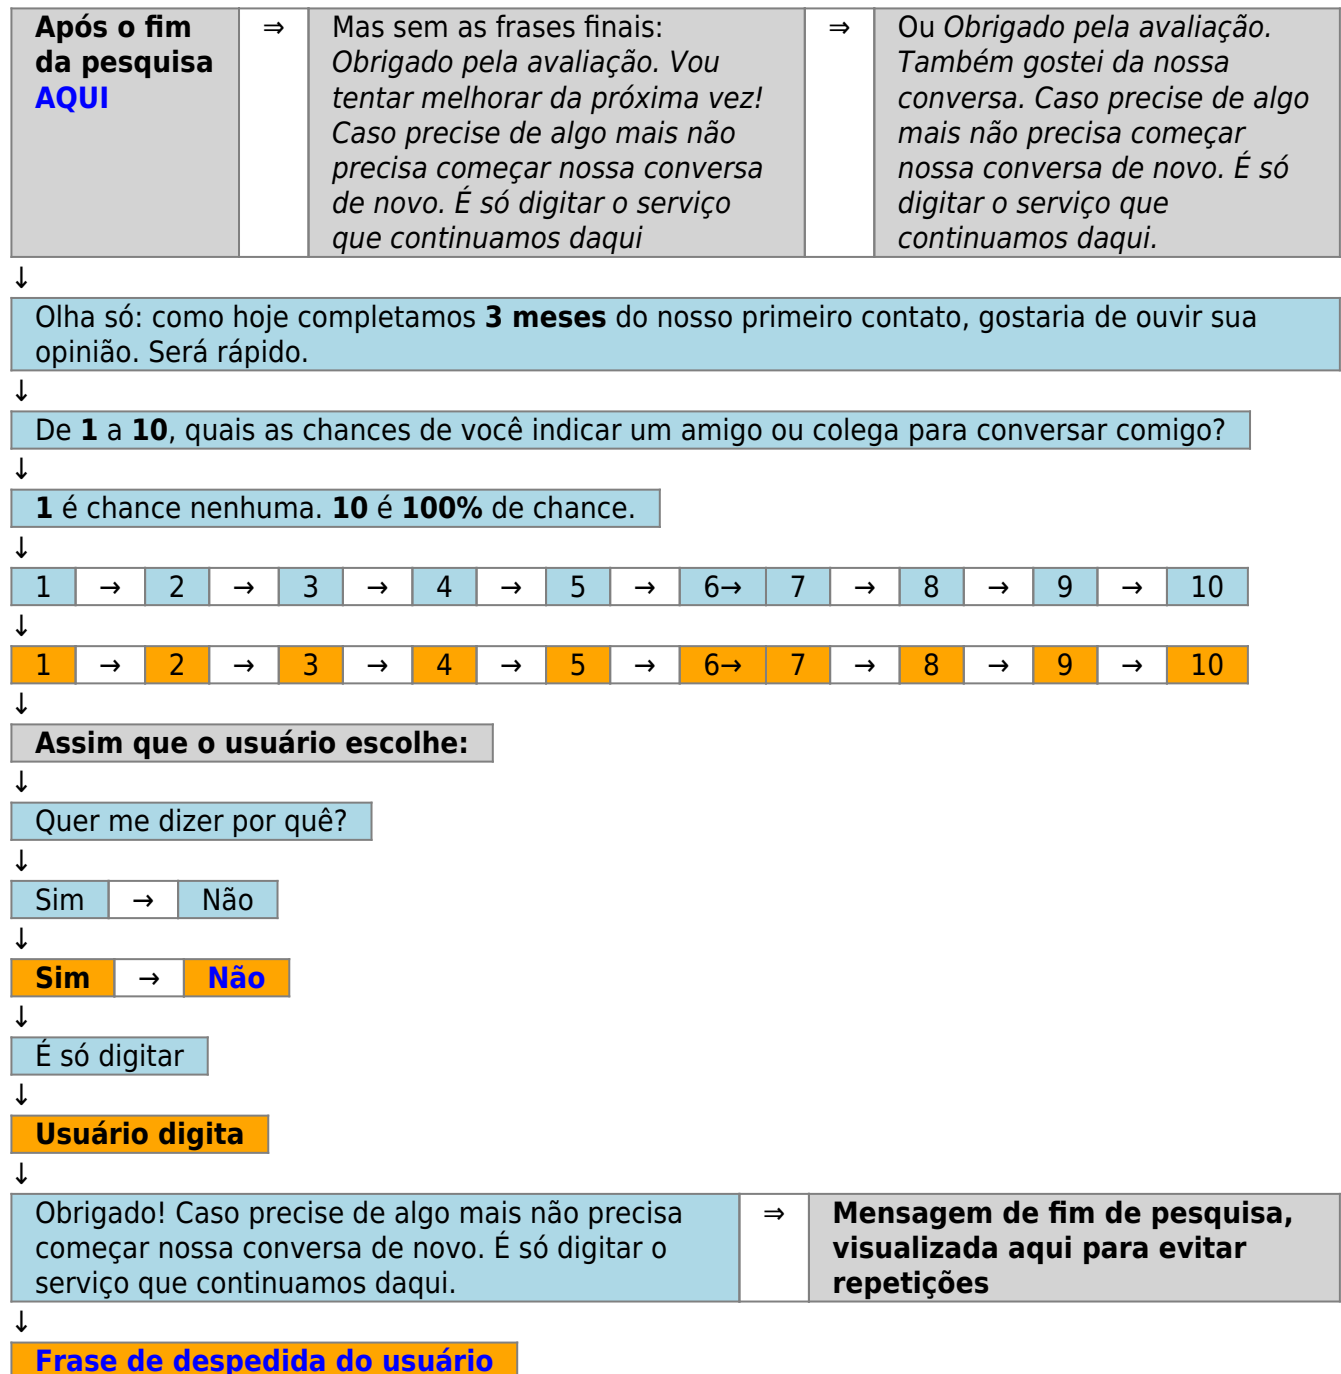 Após o fim
da pesquisa
AQUI
⇒
Mas sem as frases finais:
Obrigado pela avaliação. Vou
tentar melhorar da próxima vez!
Caso precise de algo mais não
precisa começar nossa conversa
de novo. É só digitar o serviço
que continuamos daqui
⇒
Ou Obrigado pela avaliação.
Também gostei da nossa
conversa. Caso precise de algo
mais não precisa começar
nossa conversa de novo. É só
digitar o serviço que
continuamos daqui.
↓
Olha só: como hoje completamos 3 meses do nosso primeiro contato, gostaria de ouvir sua
opinião. Será rápido.
↓
De 1 a 10, quais as chances de você indicar um amigo ou colega para conversar comigo?
↓
1 é chance nenhuma. 10 é 100% de chance.
↓
1 → 2 → 3 → 4 → 5 → 6→ 7 → 8 → 9 → 10
↓
1 → 2 → 3 → 4 → 5 → 6→ 7 → 8 → 9 → 10
↓
Assim que o usuário escolhe:
↓
Quer me dizer por quê?
↓
Sim → Não
↓
Sim → Não
↓
É só digitar
↓
Usuário digita
↓
Obrigado! Caso precise de algo mais não precisa
começar nossa conversa de novo. É só digitar o
serviço que continuamos daqui.
⇒
Mensagem de fim de pesquisa,
visualizada aqui para evitar
repetições
↓
Frase de despedida do usuário